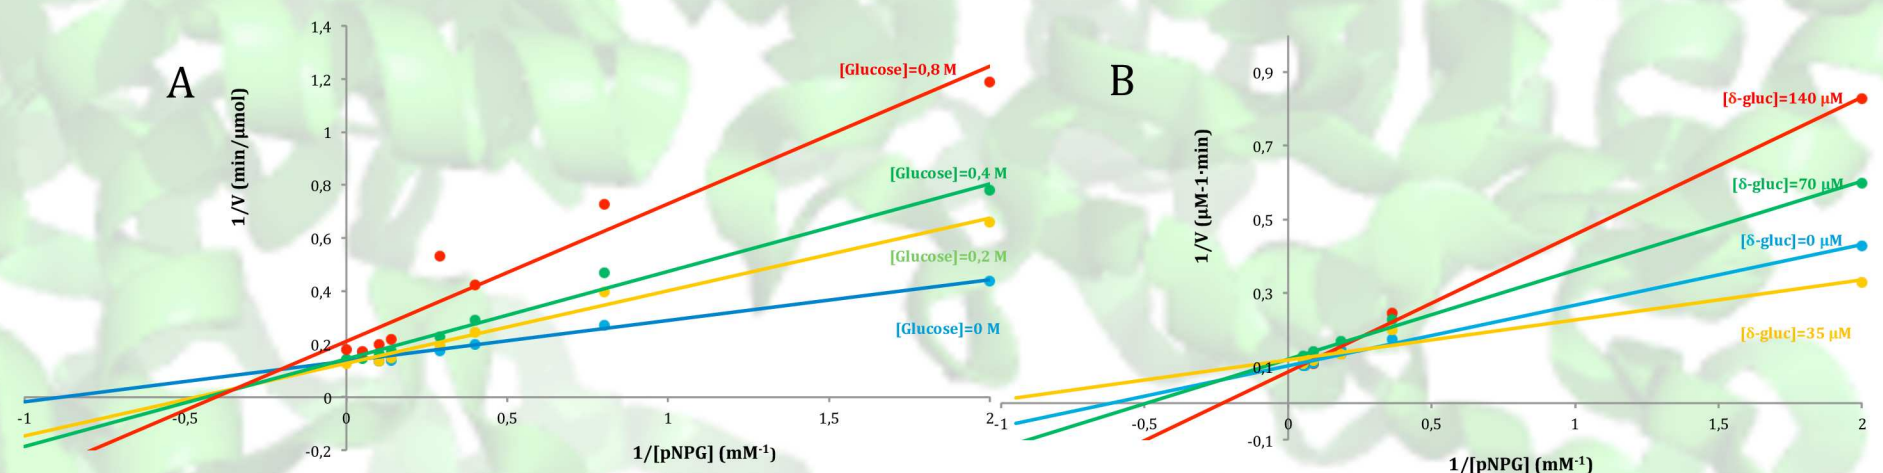 A
1/V (min/μmol)
1,4
1,2
1
0,8
0,6
0,4
0,2
0
-0,2
-1
-0,5
0
0,5
1
1,5
2
[Glucose]=0,8 M
[Glucose]=0,4 M
[Glucose]=0,2 M
[Glucose]=0 M
1/[pNPG] (mM⁻¹)
B
1/V (μM-1·min)
0,9
0,7
0,5
0,3
0,1
-0,1
-1
-0,5
0
0,5
1
1,5
2
[δ-gluc]=140 μM
[δ-gluc]=70 μM
[δ-gluc]=0 μM
[δ-gluc]=35 μM
1/[pNPG] (mM⁻¹)